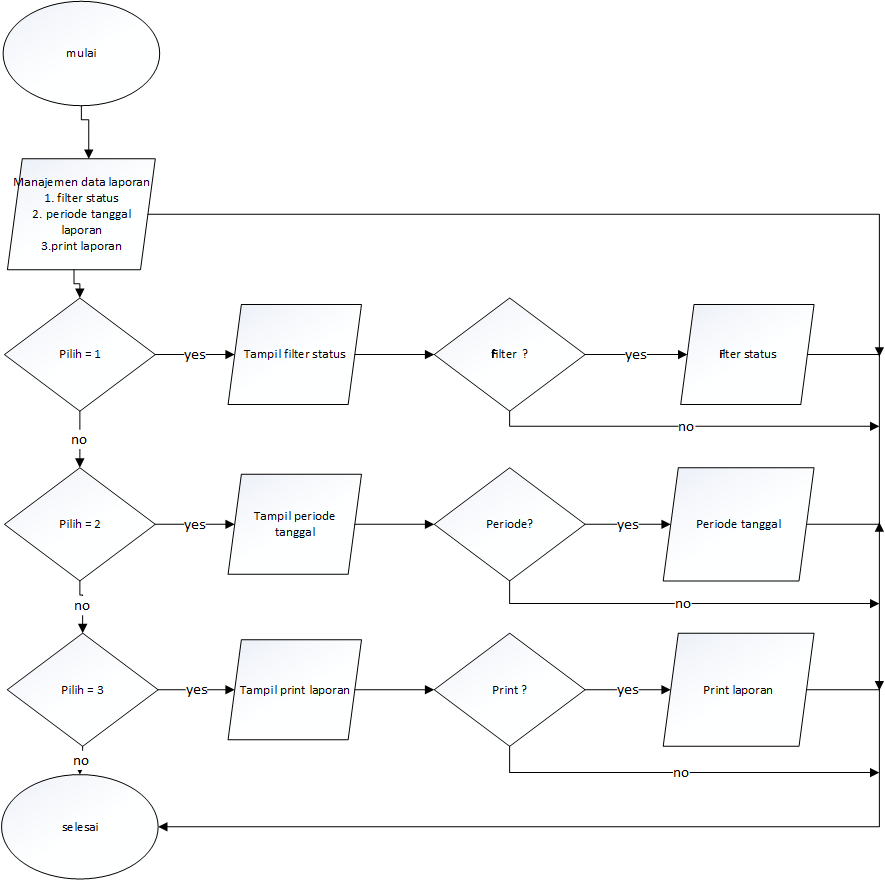 mulai
Manajemen data laporan
1. filter status
2. periode tanggal
laporan
3.print laporan
Pilih = 1
yes
Tampil filter status
filter ?
yes
filter status
no
no
Pilih = 2
yes
Tampil periode
tanggal
Periode?
yes
Periode tanggal
no
no
Pilih = 3
yes
Tampil print laporan
Print ?
yes
Print laporan
no
no
selesai